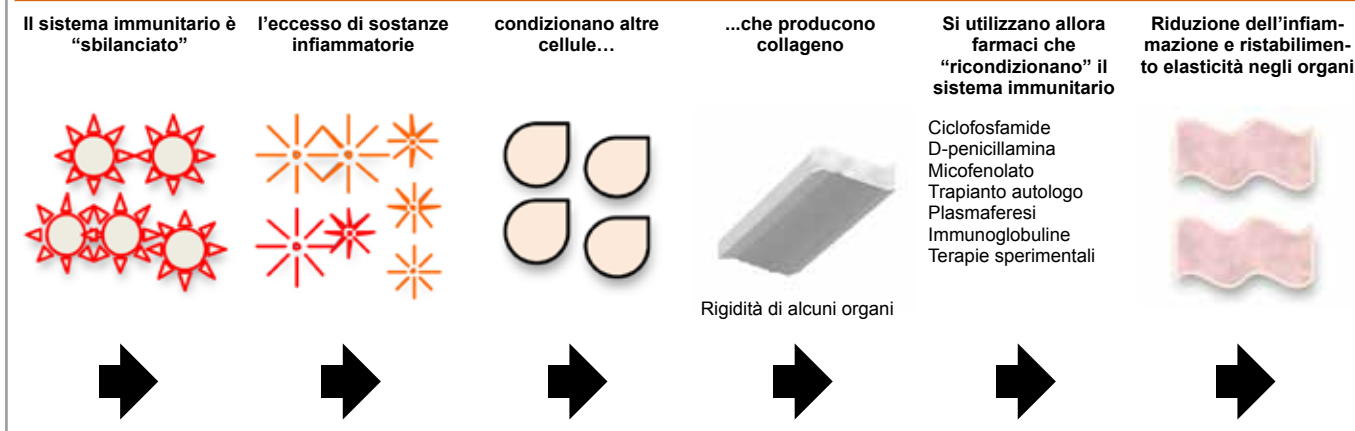 Il sistema immunitario è
“sbilanciato”
l’eccesso di sostanze
infiammatorie
condizionano altre
cellule…
...che producono
collageno
Rigidità di alcuni organi
Si utilizzano allora
farmaci che
“ricondizionano” il
sistema immunitario
Ciclofosfamide
D-penicillamina
Micofenolato
Trapianto autologo
Plasmaferesi
Immunoglobuline
Terapie sperimentali
Riduzione dell’infiam-
mazione e ristabilimen-
to elasticità negli organi